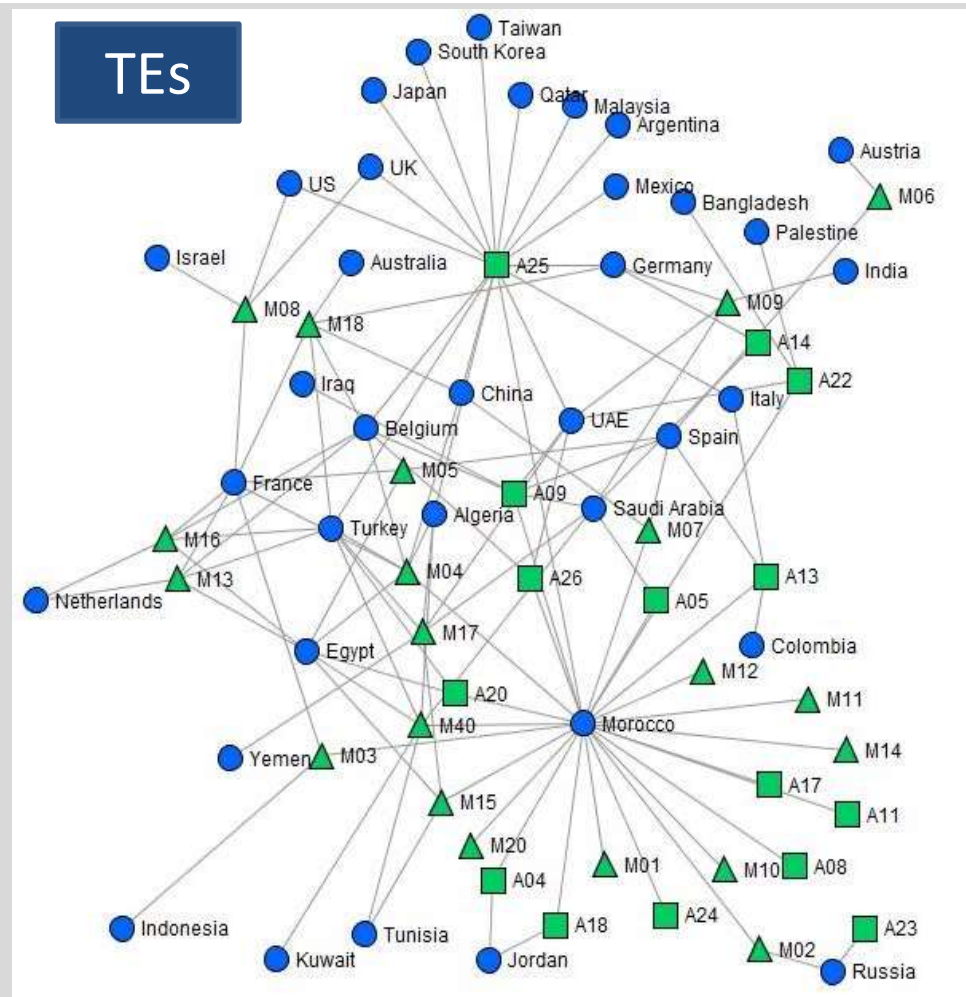 TEs
Taiwan
South Korea
Japan
Qatar
Malaysia
Argentina
Austria
UK
US
Mexico
M06
Bangladesh
Palestine
Israel
Australia
A25
Germany
India
M08
M09
M18
A14
Iraq
China
A22
Italy
Belgium
UAE
Spain
M05
France
A09
Algeria
Saudi Arabia
Turkey
M07
M16
M04
A26
A13
M13
Netherlands
A05
M17
Egypt
Colombia
M12
A20
M11
M40
Morocco
M14
Yemen
M03
A17
M15
A11
M20
M01
M10
A08
A04
A24
A18
A23
Indonesia
Tunisia
M02
Kuwait
Jordan
Russia